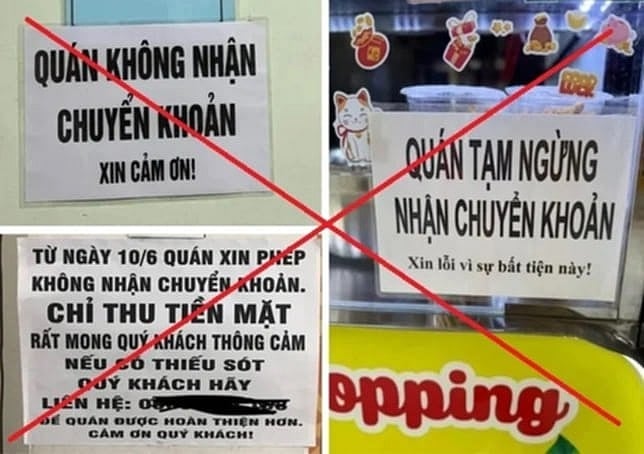 QUÁN KHÔNG NHẬN
CHUYỂN KHOẢN
XIN CẢM ƠN!
TỪ NGÀY 10/6 QUÁN XIN PHÉP
KHÔNG NHẬN CHUYỂN KHOẢN.
CHỈ THU TIỀN MẶT
RẤT MONG QUÝ KHÁCH THÔNG CẢM
NẾU CÓ THIẾU SÓT
QUÝ KHÁCH HÃY
LIÊN HỆ:
ĐỂ QUÁN ĐƯỢC HOÀN THIỆN HƠN.
CẢM ƠN QUÝ KHÁCH!
QUÁN TẠM NGỪNG
NHẬN CHUYỂN KHOẢN
Xin lỗi vì sự bất tiện này!
opping